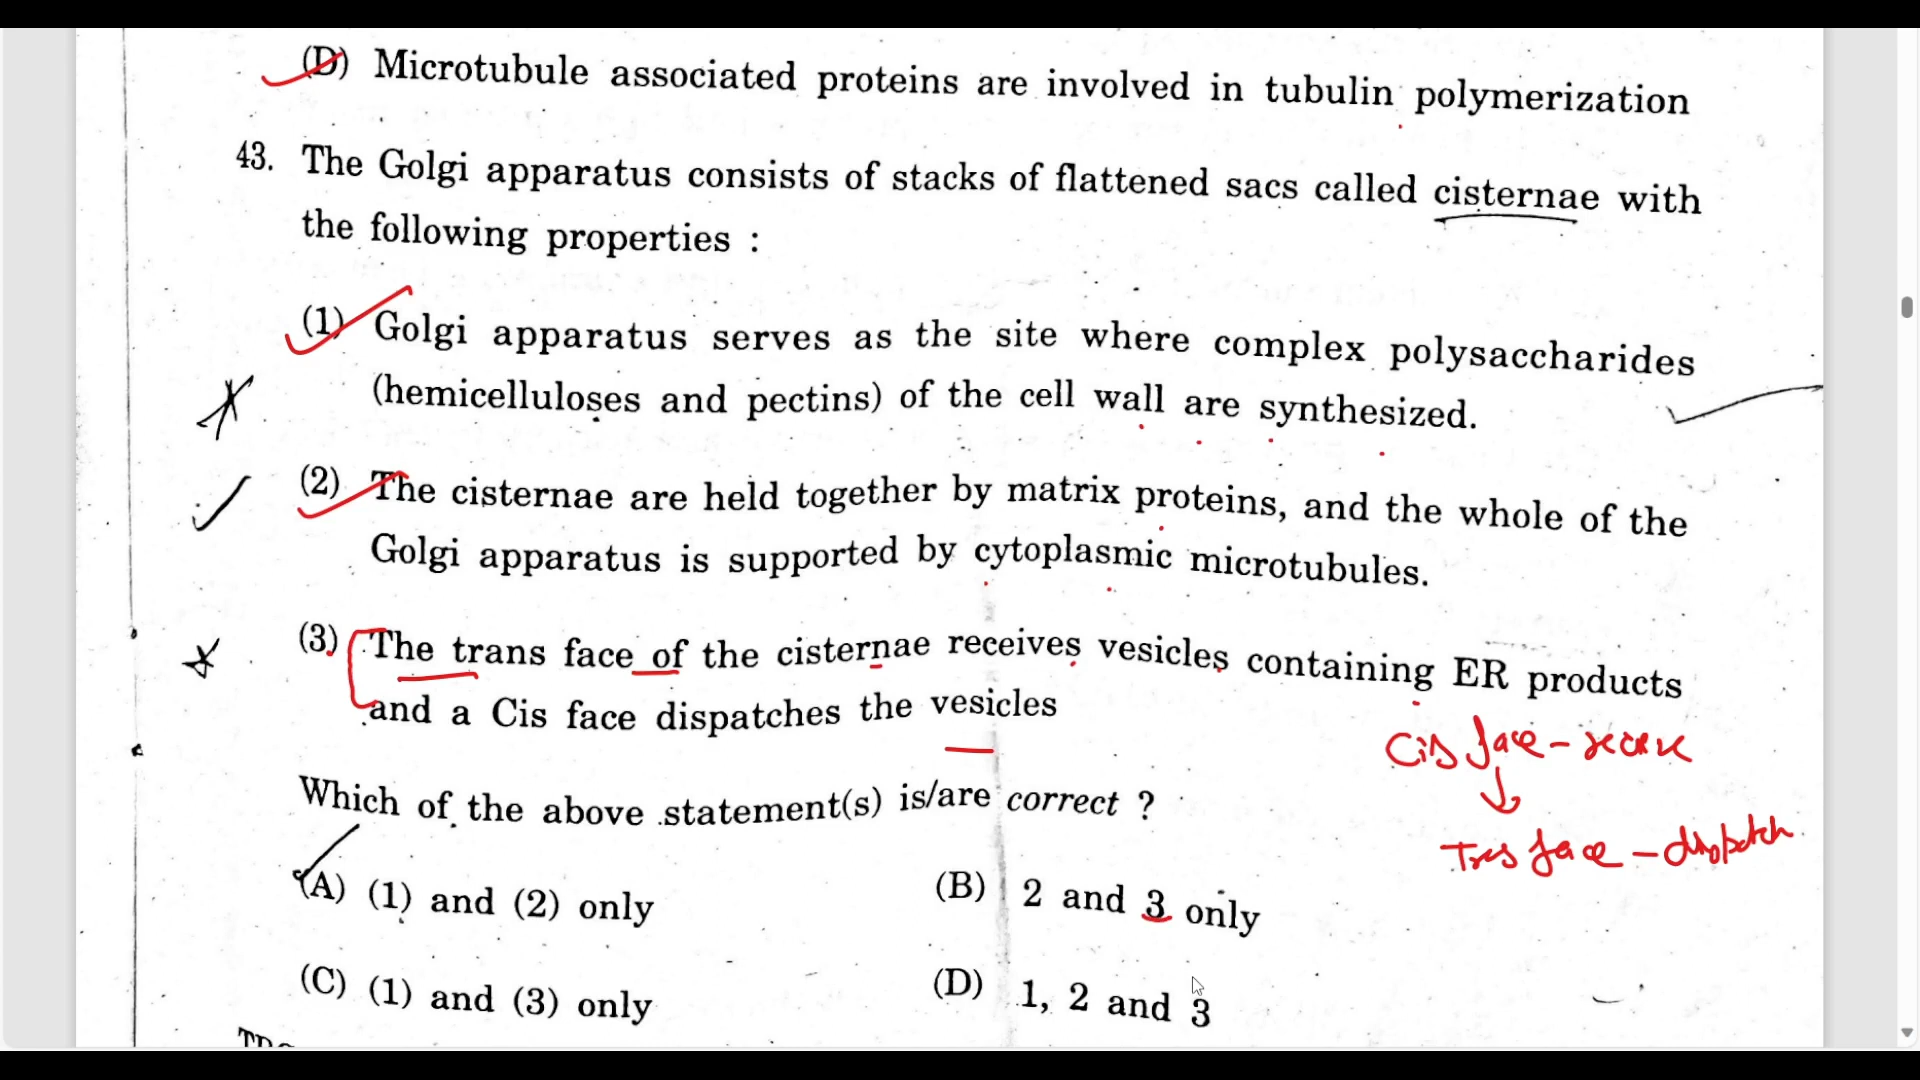 (D) Microtubule associated proteins are involved in tubulin polymerization
43. The Golgi apparatus consists of stacks of flattened sacs called cisternae with
the following properties :
(1) Golgi apparatus serves as the site where complex polysaccharides
(hemicelluloses and pectins) of the cell wall are synthesized.
(2) The cisternae are held together by matrix proteins, and the whole of the
Golgi apparatus is supported by cytoplasmic microtubules.
(3) The trans face of the cisternae receives vesicles containing ER products
and a Cis face dispatches the vesicles
Cis face -
Which of the above statement(s) is/are correct ?
face - dispatch
(A) (1) and (2) only
(B) 2 and 3 only
(C) (1) and (3) only
(D) 1, 2 and 3